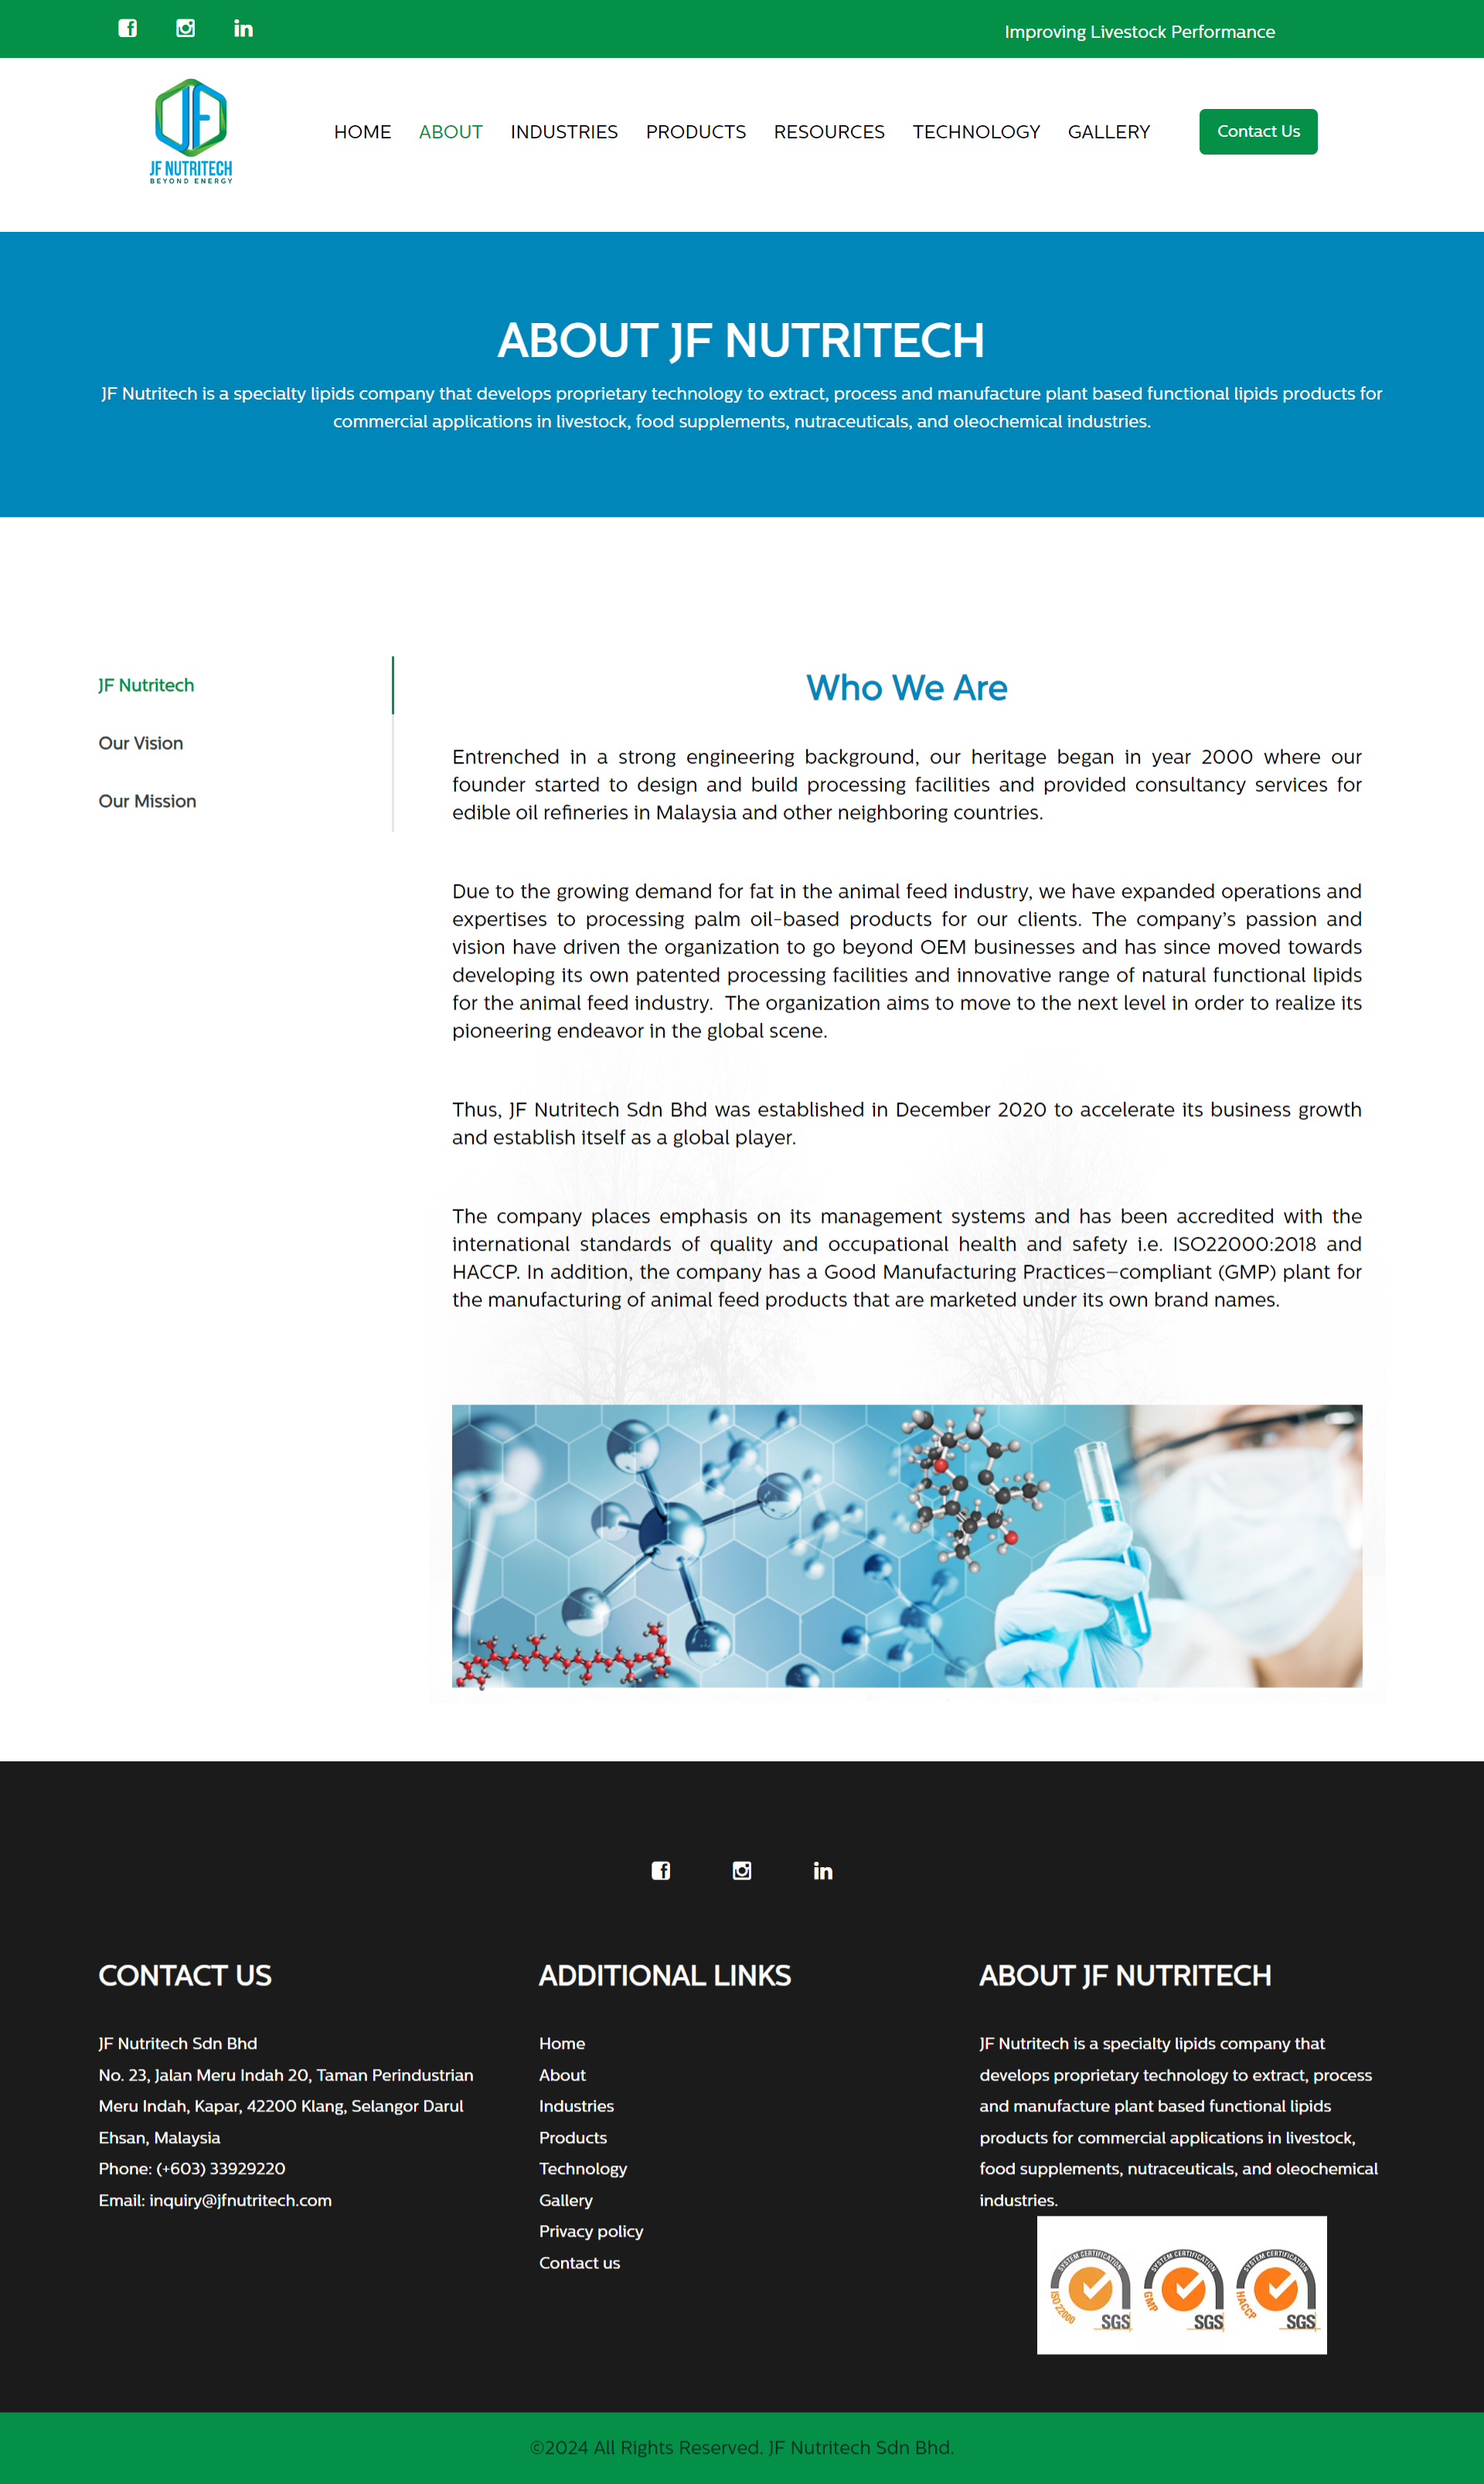 Improving Livestock Performance
JF NUTRITECH
BEYOND ENERGY
HOME ABOUT INDUSTRIES PRODUCTS RESOURCES TECHNOLOGY GALLERY Contact Us
ABOUT JF NUTRITECH
JF Nutritech is a specialty lipids company that develops proprietary technology to extract, process and manufacture plant based functional lipids products for
commercial applications in livestock, food supplements, nutraceuticals, and oleochemical industries.
JF Nutritech
Our Vision
Our Mission
Who We Are
Entrenched in a strong engineering background, our heritage began in year 2000 where our
founder started to design and build processing facilities and provided consultancy services for
edible oil refineries in Malaysia and other neighboring countries.
Due to the growing demand for fat in the animal feed industry, we have expanded operations and
expertises to processing palm oil-based products for our clients. The company’s passion and
vision have driven the organization to go beyond OEM businesses and has since moved towards
developing its own patented processing facilities and innovative range of natural functional lipids
for the animal feed industry.  The organization aims to move to the next level in order to realize its
pioneering endeavor in the global scene.
Thus, JF Nutritech Sdn Bhd was established in December 2020 to accelerate its business growth
and establish itself as a global player.
The company places emphasis on its management systems and has been accredited with the
international standards of quality and occupational health and safety i.e. ISO22000:2018 and
HACCP. In addition, the company has a Good Manufacturing Practices–compliant (GMP) plant for
the manufacturing of animal feed products that are marketed under its own brand names.
CONTACT US
JF Nutritech Sdn Bhd
No. 23, Jalan Meru Indah 20, Taman Perindustrian
Meru Indah, Kapar, 42200 Klang, Selangor Darul
Ehsan, Malaysia
Phone: (+603) 33929220
Email: inquiry@jfnutritech.com
ADDITIONAL LINKS
Home
About
Industries
Products
Technology
Gallery
Privacy policy
Contact us
ABOUT JF NUTRITECH
JF Nutritech is a specialty lipids company that
develops proprietary technology to extract, process
and manufacture plant based functional lipids
products for commercial applications in livestock,
food supplements, nutraceuticals, and oleochemical
industries.
SYSTEM CERTIFICATION ISO 22000 SGS
SYSTEM CERTIFICATION GMP SGS
SYSTEM CERTIFICATION HACCP SGS
©2024 All Rights Reserved. JF Nutritech Sdn Bhd.